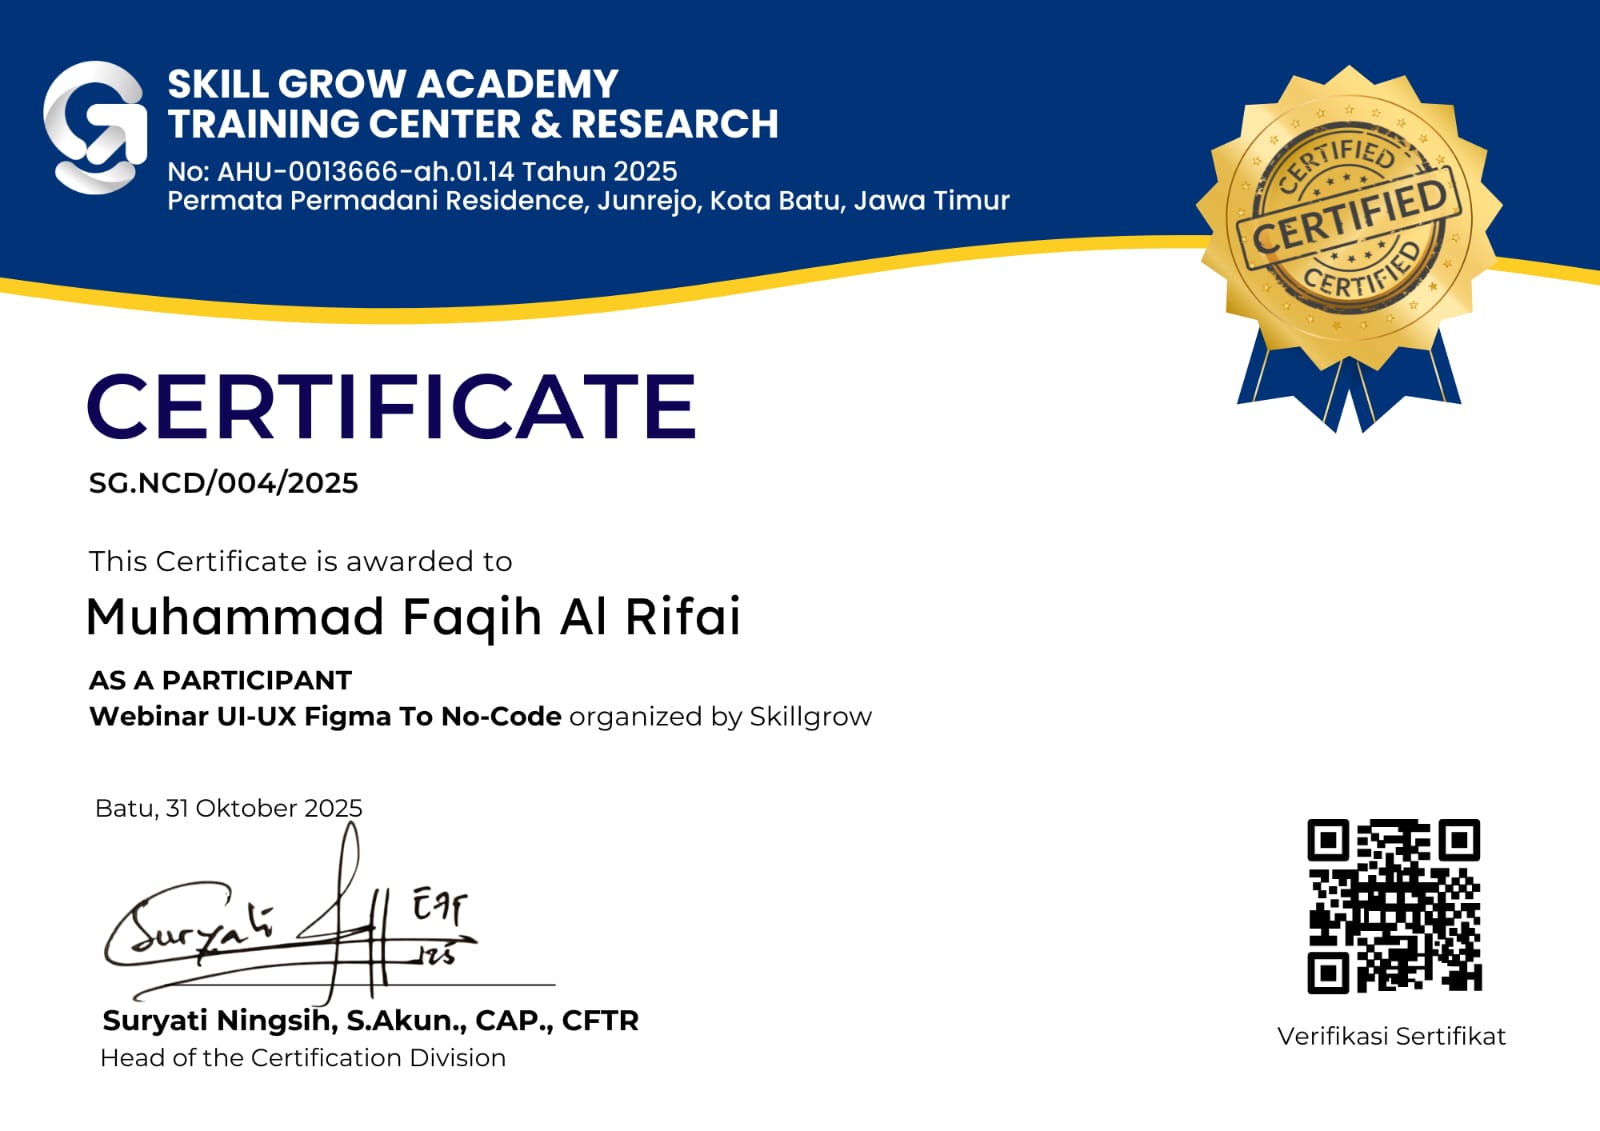 SKILL GROW ACADEMY
TRAINING CENTER & RESEARCH
No: AHU-0013666-ah.01.14 Tahun 2025
Permata Permadani Residence, Junrejo, Kota Batu, Jawa Timur
CERTIFIED
CERTIFIED
CERTIFIED
CERTIFICATE
SG.NCD/004/2025
This Certificate is awarded to
Muhammad Faqih Al Rifai
AS A PARTICIPANT
Webinar UI-UX Figma To No-Code organized by Skillgrow
Batu, 31 Oktober 2025
Suryati
Suryati Ningsih, S.Akun., CAP., CFTR
Head of the Certification Division
Verifikasi Sertifikat